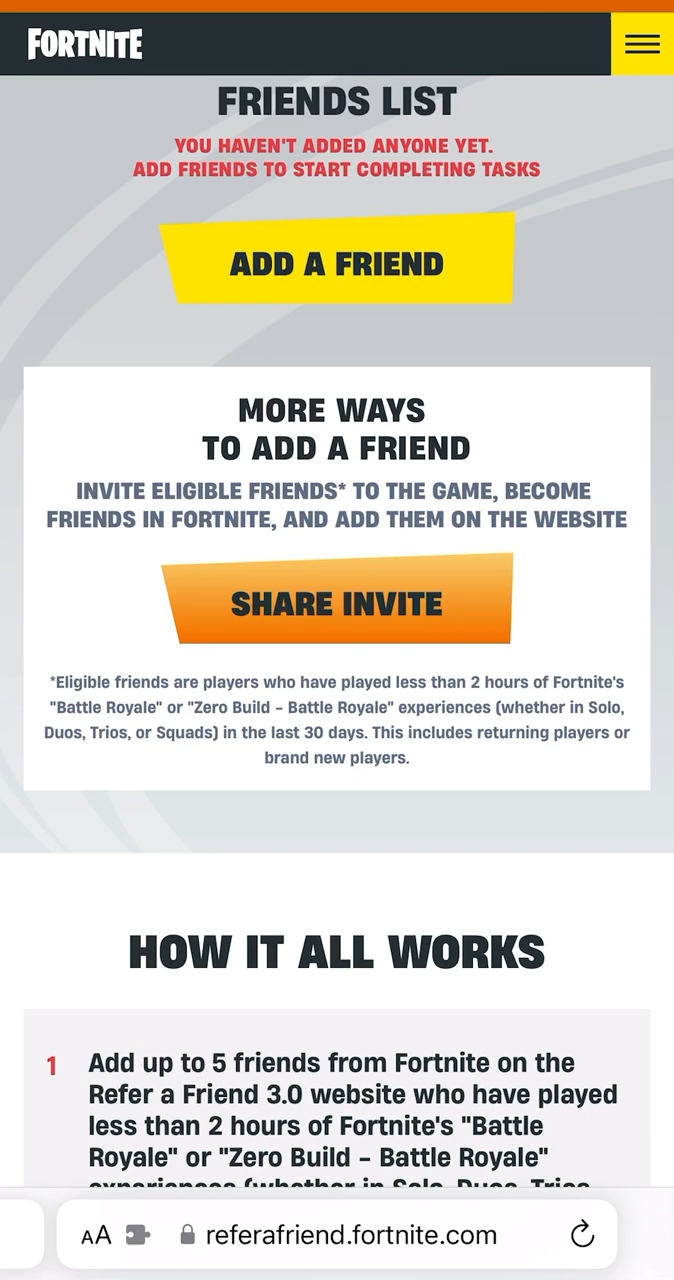 FORTNITE
FRIENDS LIST
YOU HAVEN'T ADDED ANYONE YET.
ADD FRIENDS TO START COMPLETING TASKS
ADD A FRIEND
MORE WAYS
TO ADD A FRIEND
INVITE ELIGIBLE FRIENDS* TO THE GAME, BECOME
FRIENDS IN FORTNITE, AND ADD THEM ON THE WEBSITE
SHARE INVITE
*Eligible friends are players who have played less than 2 hours of Fortnite's
"Battle Royale" or "Zero Build – Battle Royale" experiences (whether in Solo,
Duos, Trios, or Squads) in the last 30 days. This includes returning players or
brand new players.
HOW IT ALL WORKS
1 Add up to 5 friends from Fortnite on the
Refer a Friend 3.0 website who have played
less than 2 hours of Fortnite's "Battle
Royale" or "Zero Build – Battle Royale"
experiences (whether in Solo, Duos, Trios
AA referafriend.fortnite.com